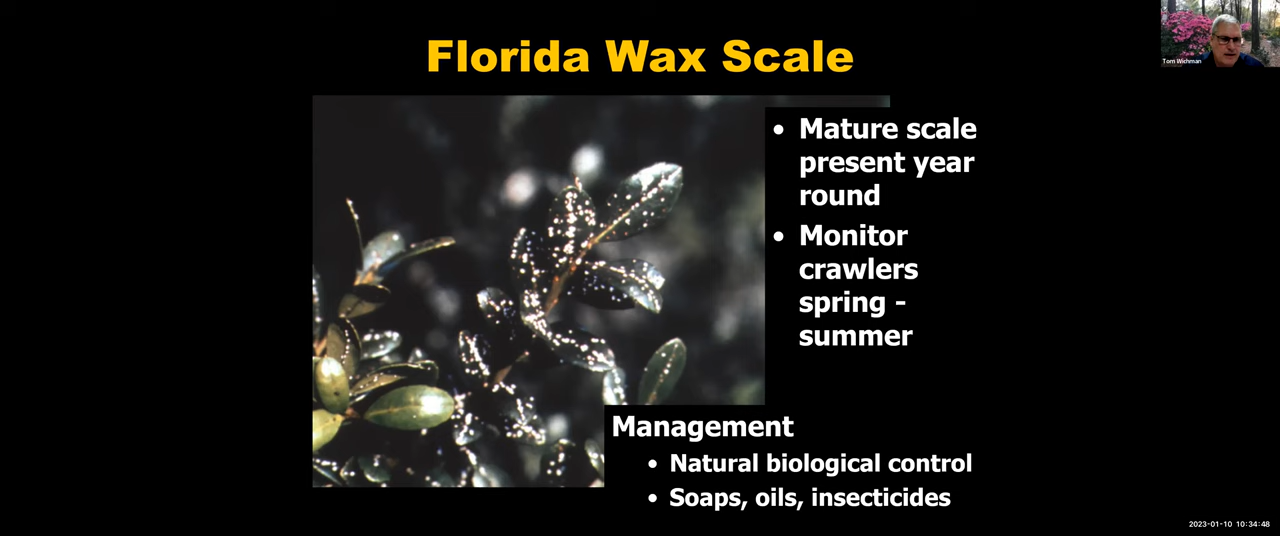 Florida Wax Scale
Tom Wichman
• Mature scale
present year
round
• Monitor
crawlers
spring -
summer
Management
• Natural biological control
• Soaps, oils, insecticides
2023-01-10 10:34:48